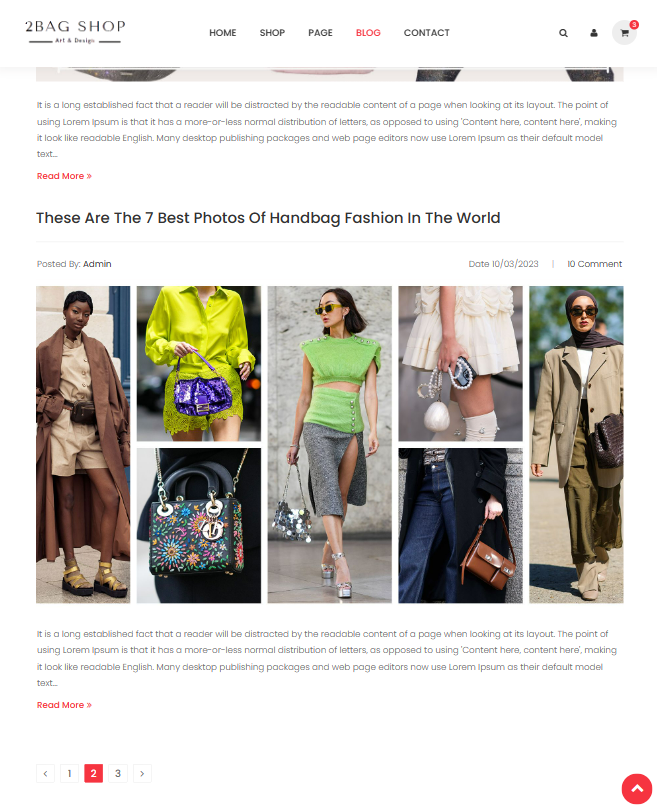 2BAG SHOP
Art & Design
HOME SHOP PAGE BLOG CONTACT
3
It is a long established fact that a reader will be distracted by the readable content of a page when looking at its layout. The point of
using Lorem Ipsum is that it has a more-or-less normal distribution of letters, as opposed to using 'Content here, content here', making
it look like readable English. Many desktop publishing packages and web page editors now use Lorem Ipsum as their default model
text...
Read More »
These Are The 7 Best Photos Of Handbag Fashion In The World
Posted By: Admin Date 10/03/2023 | 10 Comment
It is a long established fact that a reader will be distracted by the readable content of a page when looking at its layout. The point of
using Lorem Ipsum is that it has a more-or-less normal distribution of letters, as opposed to using 'Content here, content here', making
it look like readable English. Many desktop publishing packages and web page editors now use Lorem Ipsum as their default model
text...
Read More »
‹ 1 2 3 ›